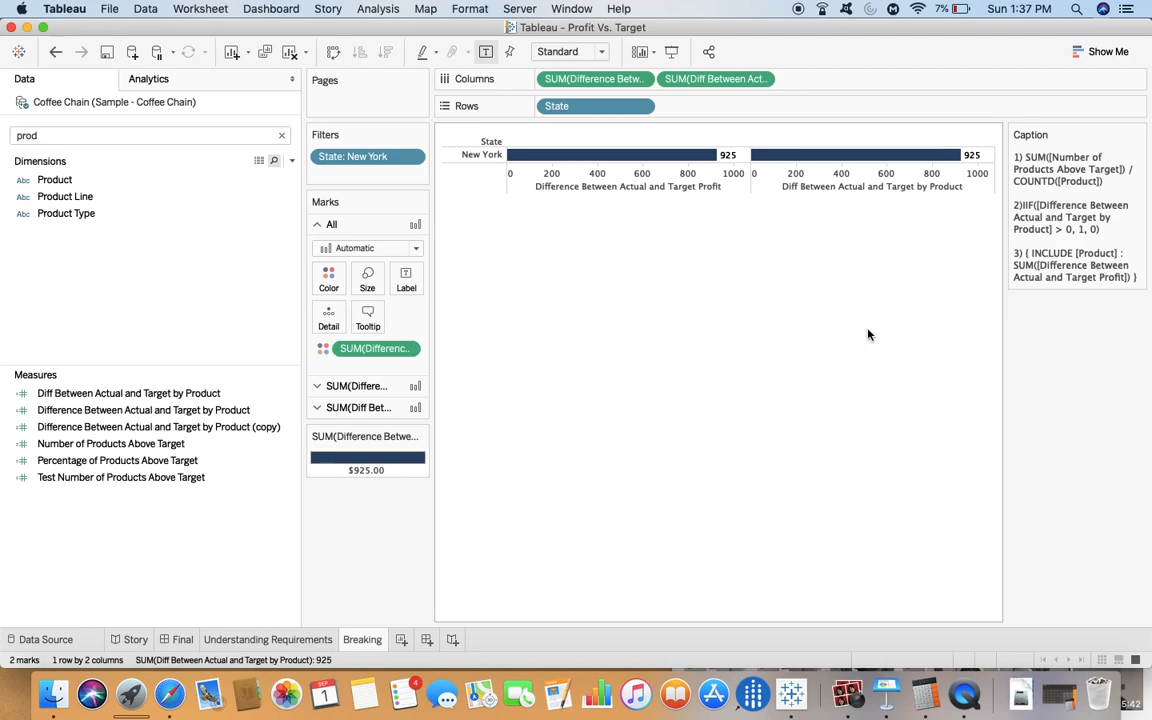 Tableau File Data Worksheet Dashboard Story Analysis Map Format Server Window Help 7% Sun 1:37 PM
Tableau - Profit Vs. Target
Standard Show Me
Data Analytics
Coffee Chain (Sample - Coffee Chain)
prod
Dimensions
Abc Product
Abc Product Line
Abc Product Type
Measures
Diff Between Actual and Target by Product
Difference Between Actual and Target by Product
Difference Between Actual and Target by Product (copy)
Number of Products Above Target
Percentage of Products Above Target
Test Number of Products Above Target
Pages
Filters
State: New York
Marks
All
Automatic
Color Size Label
Detail Tooltip
SUM(Differenc..
SUM(Differe...
SUM(Diff Bet...
SUM(Difference Betwe...
$925.00
Columns SUM(Difference Betw.. SUM(Diff Between Act..
Rows State
State
New York 925 925
0 200 400 600 800 1000 0 200 400 600 800 1000
Difference Between Actual and Target Profit Diff Between Actual and Target by Product
Caption
1) SUM([Number of
Products Above Target]) /
COUNTD([Product])
2)IIF([Difference Between
Actual and Target by
Product] > 0, 1, 0)
3) { INCLUDE [Product] :
SUM([Difference Between
Actual and Target Profit]) }
Data Source Story Final Understanding Requirements Breaking
2 marks 1 row by 2 columns SUM(Diff Between Actual and Target by Product): 925
SEP
1
4
5:42